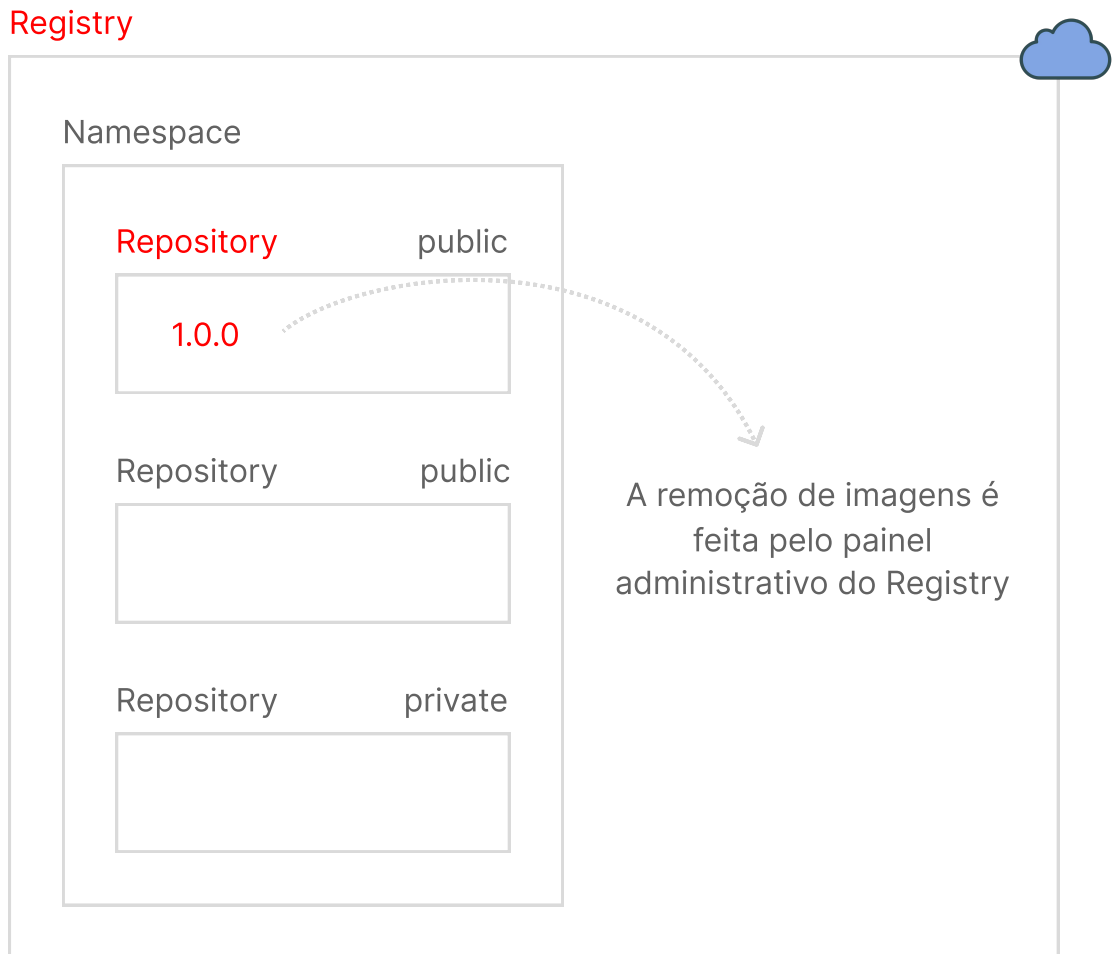 Registry
Namespace
Repository public
1.0.0
Repository public
A remoção de imagens é
feita pelo painel
administrativo do Registry
Repository private